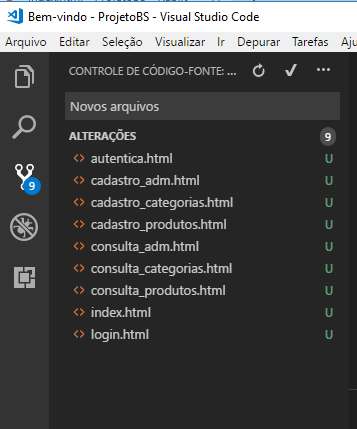 Bem-vindo - ProjetoBS - Visual Studio Code
Arquivo Editar Seleção Visualizar Ir Depurar Tarefas Aju
CONTROLE DE CÓDIGO-FONTE: ...
Novos arquivos
ALTERAÇÕES 9
autentica.html U
cadastro_adm.html U
9
cadastro_categorias.html U
cadastro_produtos.html U
consulta_adm.html U
consulta_categorias.html U
consulta_produtos.html U
index.html U
login.html U